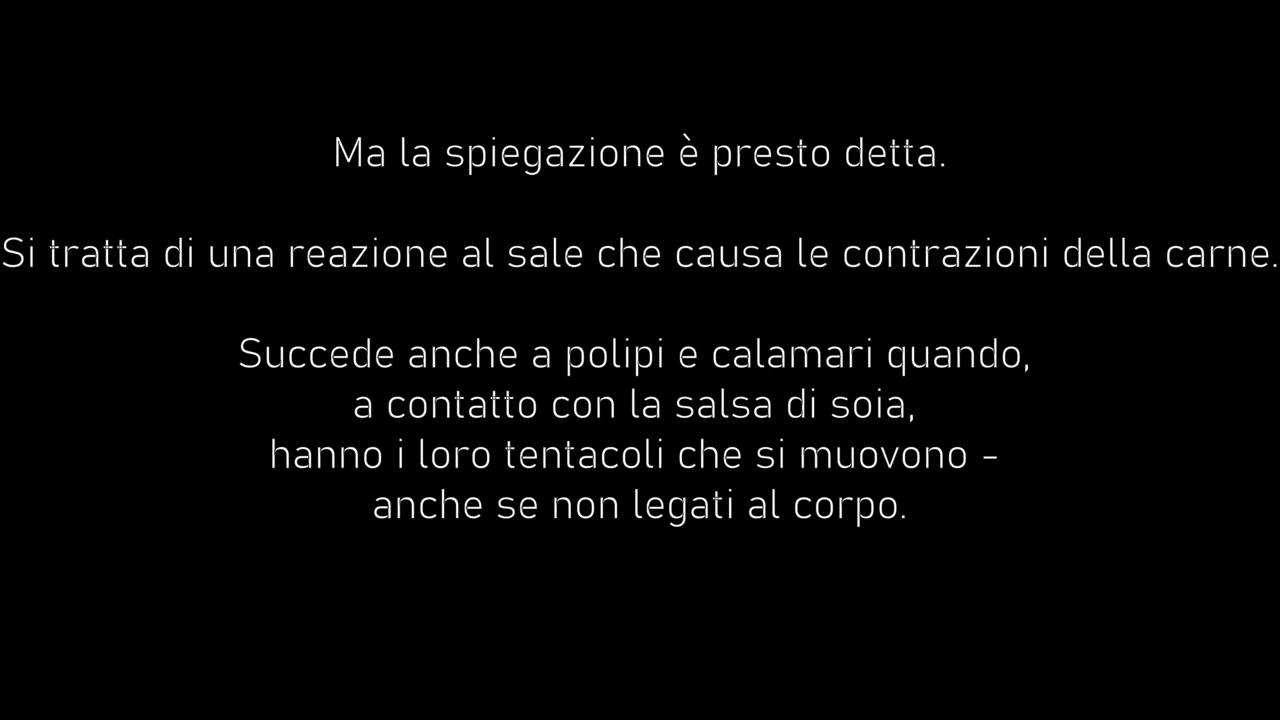 Ma la spiegazione è presto detta.
Si tratta di una reazione al sale che causa le contrazioni della carne.
Succede anche a polipi e calamari quando,
a contatto con la salsa di soia,
hanno i loro tentacoli che si muovono -
anche se non legati al corpo.